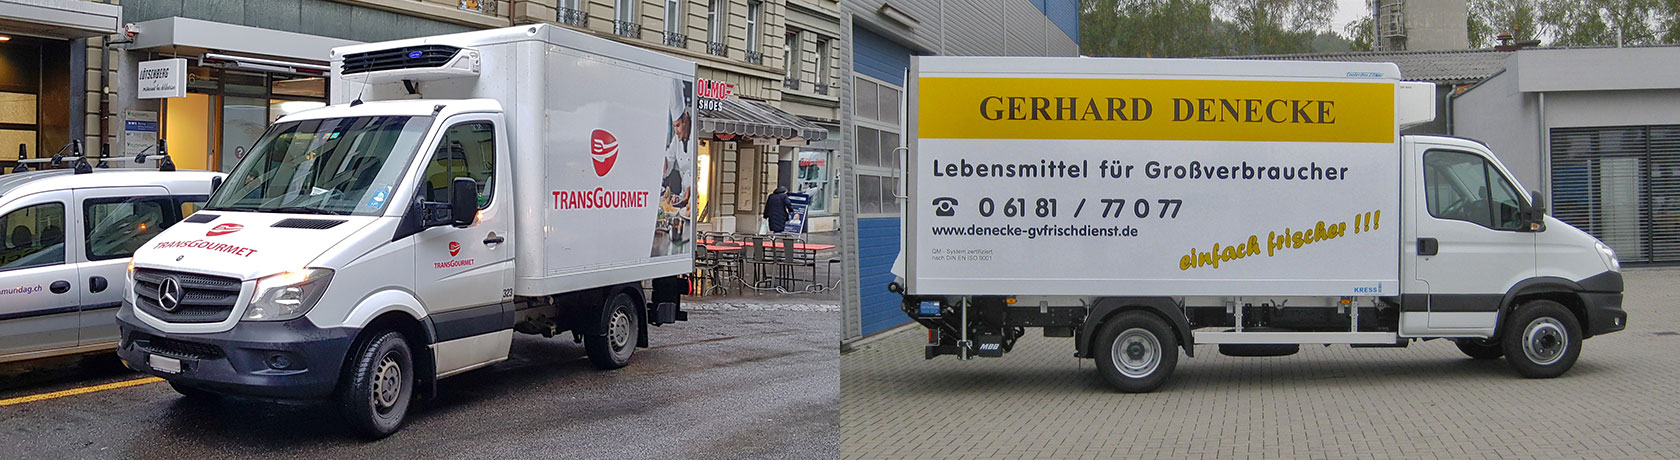 LÖTSCHBERG
TRANSGOURMET
TRANSGOURMET
TRANSGOURMET
323
mundag.ch
OLMO
SHOES
GERHARD DENECKE
Lebensmittel für Großverbraucher
☎ 0 61 81 / 77 0 77
www.denecke-gvfrischdienst.de
einfach frischer !!!
QM - System zertifiziert
nach DIN EN ISO 9001
KRESS
MBB